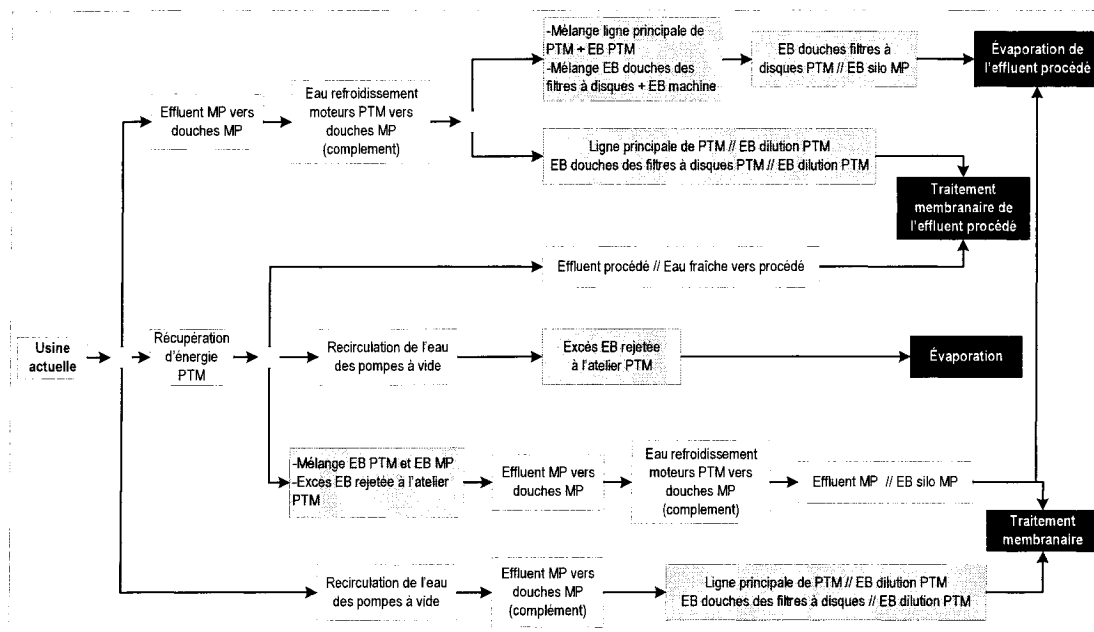 -Mélange ligne principale de
PTM + EB PTM
-Mélange EB douches des
filtres à disques + EB machine
EB douches filtres à
disques PTM // EB silo MP
Évaporation de
l'effluent procédé
Effluent MP vers
douches MP
Eau refroidissement
moteurs PTM vers
douches MP
(complement)
Ligne principale de PTM // EB dilution PTM
EB douches des filtres à disques PTM // EB dilution PTM
Traitement
membranaire de
l'effluent procédé
Effluent procédé // Eau fraîche vers procédé
Usine
actuelle
Récupération
d'énergie
PTM
Recirculation de l'eau
des pompes à vide
Excés EB rejetée
à l'atelier PTM
Évaporation
-Mélange EB PTM et EB MP
-Excés EB rejetée à l'atelier
PTM
Effluent MP vers
douches MP
Eau refroidissement
moteurs PTM vers
douches MP
(complement)
Effluent MP // EB silo MP
Traitement
membranaire
Recirculation de l'eau
des pompes à vide
Effluent MP vers
douches MP
(complément)
Ligne principale de PTM // EB dilution PTM
EB douches des filtres à disques // EB dilution PTM